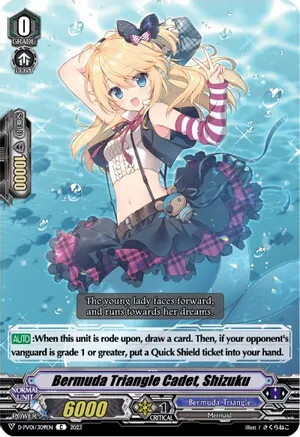 0
GRADE
BOOST
10000
The young lady faces forward,
and runs towards her dreams.
AUTO :When this unit is rode upon, draw a card. Then, if your opponent's
vanguard is grade 1 or greater, put a Quick Shield ticket into your hand.
NORMAL
UNIT
Bermuda Triangle Cadet, Shizuku
POWER
6000
1
CRITICAL
Bermuda Triangle
Mermaid
D-PV01/309EN C 2023
Illust / さくらねこ